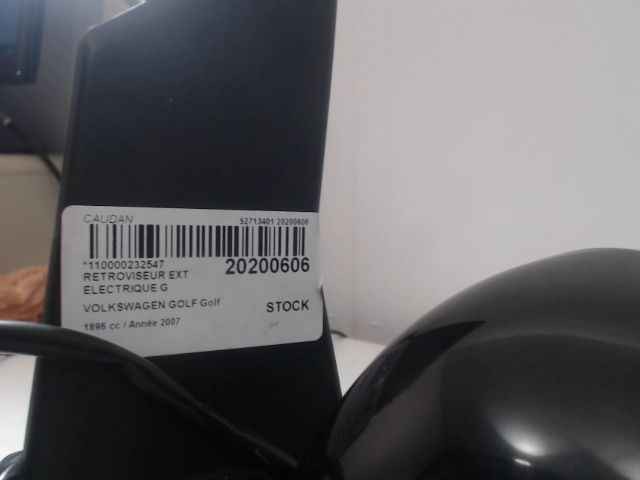 CAUDAN 52713401 20200606
*110000232547 20200606
RETROVISEUR EXT
ELECTRIQUE G
VOLKSWAGEN GOLF Golf STOCK
1896 cc / Année 2007